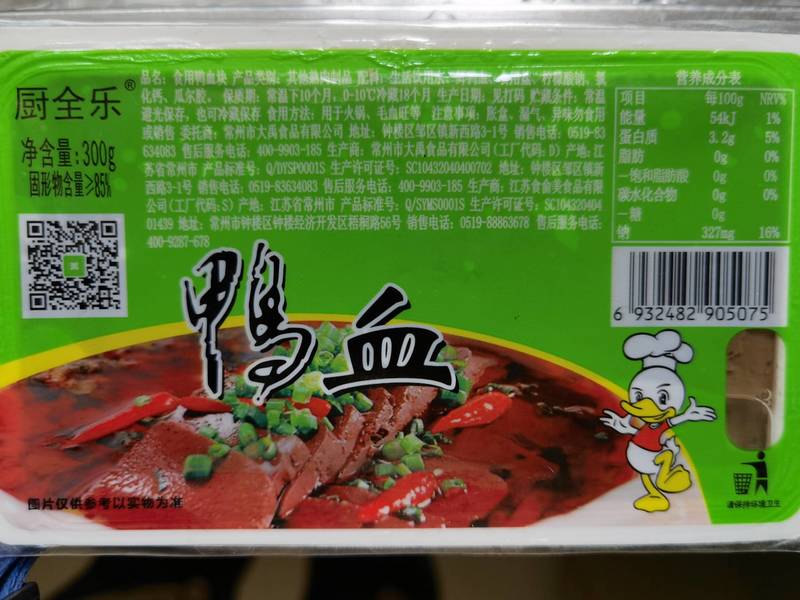 厨全乐®
净含量:300g
固形物含量≥85%
品名: 食用鸭血块 产品类别: 其他熟肉制品 配料: 生活饮用水、 柠檬酸钠、氯
化钙、瓜尔胶。 保质期: 常温下10个月, 0-10℃冷藏18个月 生产日期: 见打码 贮藏条件: 常温
避光保存, 也可冷藏保存 食用方法: 用于火锅、毛血旺等 注意事项: 胀盒、漏气、异味勿食用
或销售 委托商: 常州市大禹食品有限公司 地址: 钟楼区邹区镇新西路3-1号 销售电话: 0519-83
634083 售后服务电话: 400-9903-185 生产商: 常州市大禹食品有限公司(工厂代码: D) 产地: 江
苏省常州市 产品标准号: Q/DYSP0001S 生产许可证号: SC10432040400702 地址: 钟楼区邹区镇新
西路3-1号 销售电话: 0519-83634083 售后服务电话: 400-9903-185 生产商: 江苏食食美食品有限
公司(工厂代码: S) 产地: 江苏省常州市 产品标准号: Q/SYMS0001S 生产许可证号: SC104320404
01439 地址: 常州市钟楼区钟楼经济开发区梧桐路56号 销售电话: 0519-88863678 售后服务电话:
400-9287-678
营养成分表
项目 每100g NRV%
能量 54kJ 1%
蛋白质 3.2g 5%
脂肪 0g 0%
—饱和脂肪酸 0g 0%
碳水化合物 0g 0%
—糖 0g
钠 327mg 16%
6 932482 905075
鸭血
图片仅供参考以实物为准
请保持环境卫生